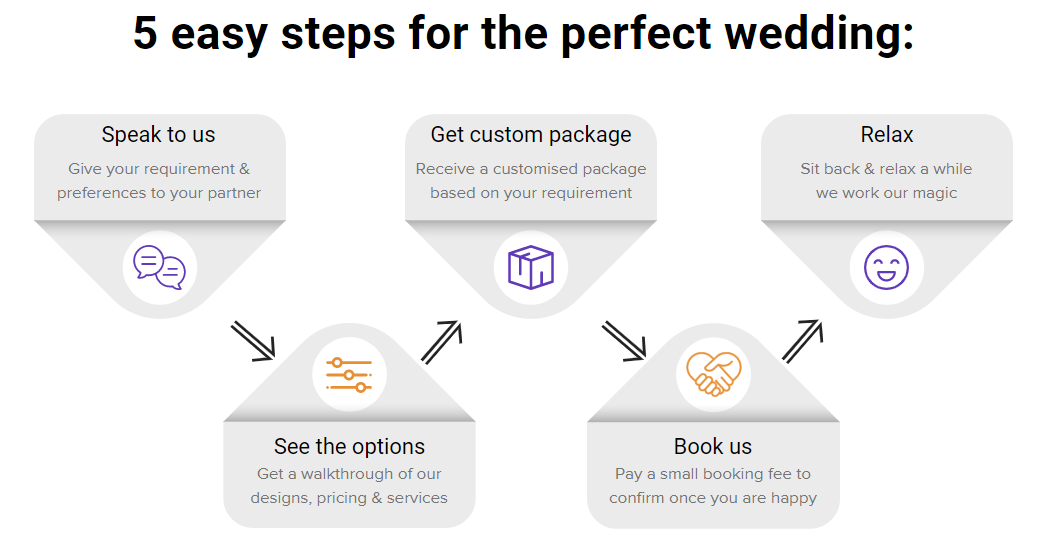 5 easy steps for the perfect wedding:
Speak to us
Give your requirement &
preferences to your partner
See the options
Get a walkthrough of our
designs, pricing & services
Get custom package
Receive a customised package
based on your requirement
Book us
Pay a small booking fee to
confirm once you are happy
Relax
Sit back & relax a while
we work our magic